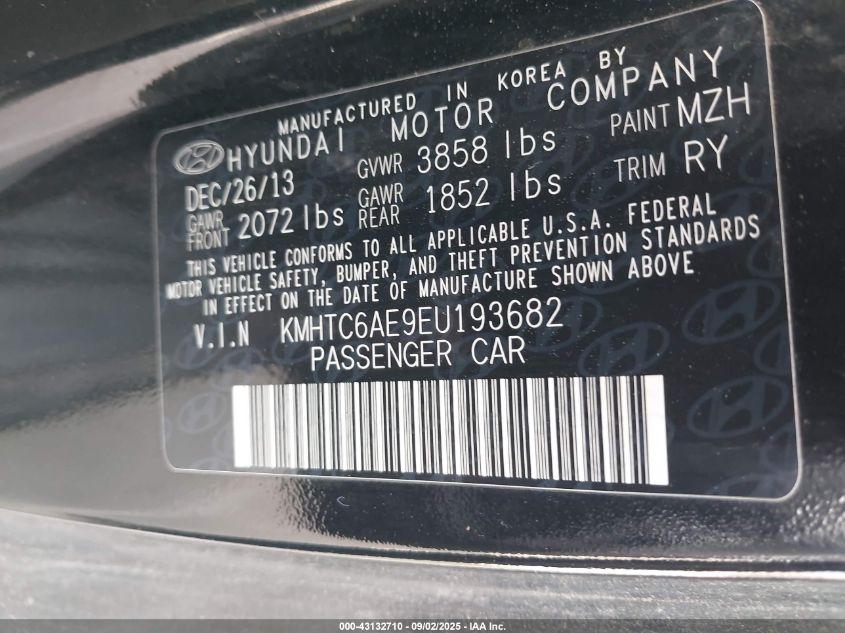 MANUFACTURED IN KOREA BY
HYUNDAI MOTOR COMPANY
DEC/26/13 GVWR 3858 lbs PAINT MZH
GAWR FRONT 2072 lbs GAWR REAR 1852 lbs TRIM RY
THIS VEHICLE CONFORMS TO ALL APPLICABLE U.S.A. FEDERAL
MOTOR VEHICLE SAFETY, BUMPER, AND THEFT PREVENTION STANDARDS
IN EFFECT ON THE DATE OF MANUFACTURE SHOWN ABOVE
V.I.N KMHTC6AE9EU193682
PASSENGER CAR
000-43132710 - 09/02/2025 - IAA Inc.